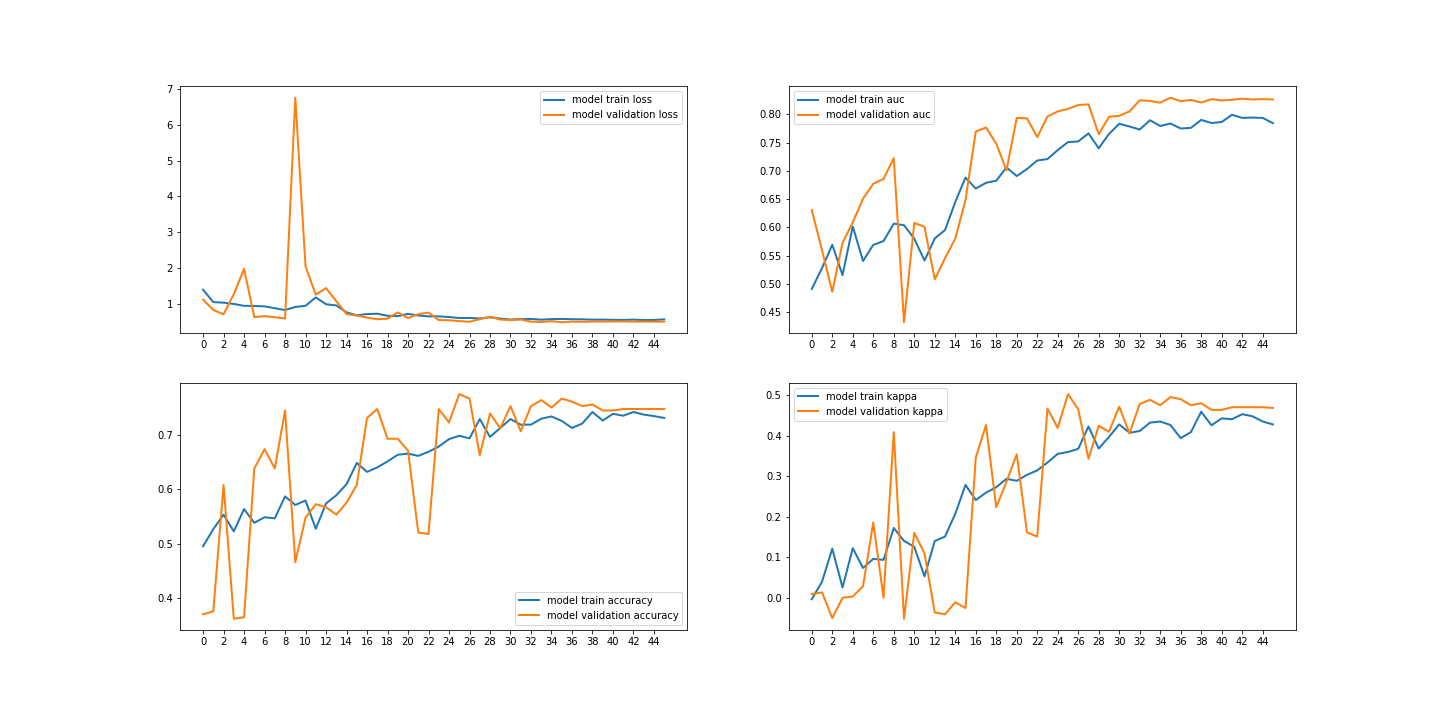 7
6
5
4
3
2
1
model train loss
model validation loss
0 2 4 6 8 10 12 14 16 18 20 22 24 26 28 30 32 34 36 38 40 42 44
0.80
0.75
0.70
0.65
0.60
0.55
0.50
0.45
model train auc
model validation auc
0 2 4 6 8 10 12 14 16 18 20 22 24 26 28 30 32 34 36 38 40 42 44
0.7
0.6
0.5
0.4
model train accuracy
model validation accuracy
0 2 4 6 8 10 12 14 16 18 20 22 24 26 28 30 32 34 36 38 40 42 44
0.5
0.4
0.3
0.2
0.1
0.0
model train kappa
model validation kappa
0 2 4 6 8 10 12 14 16 18 20 22 24 26 28 30 32 34 36 38 40 42 44